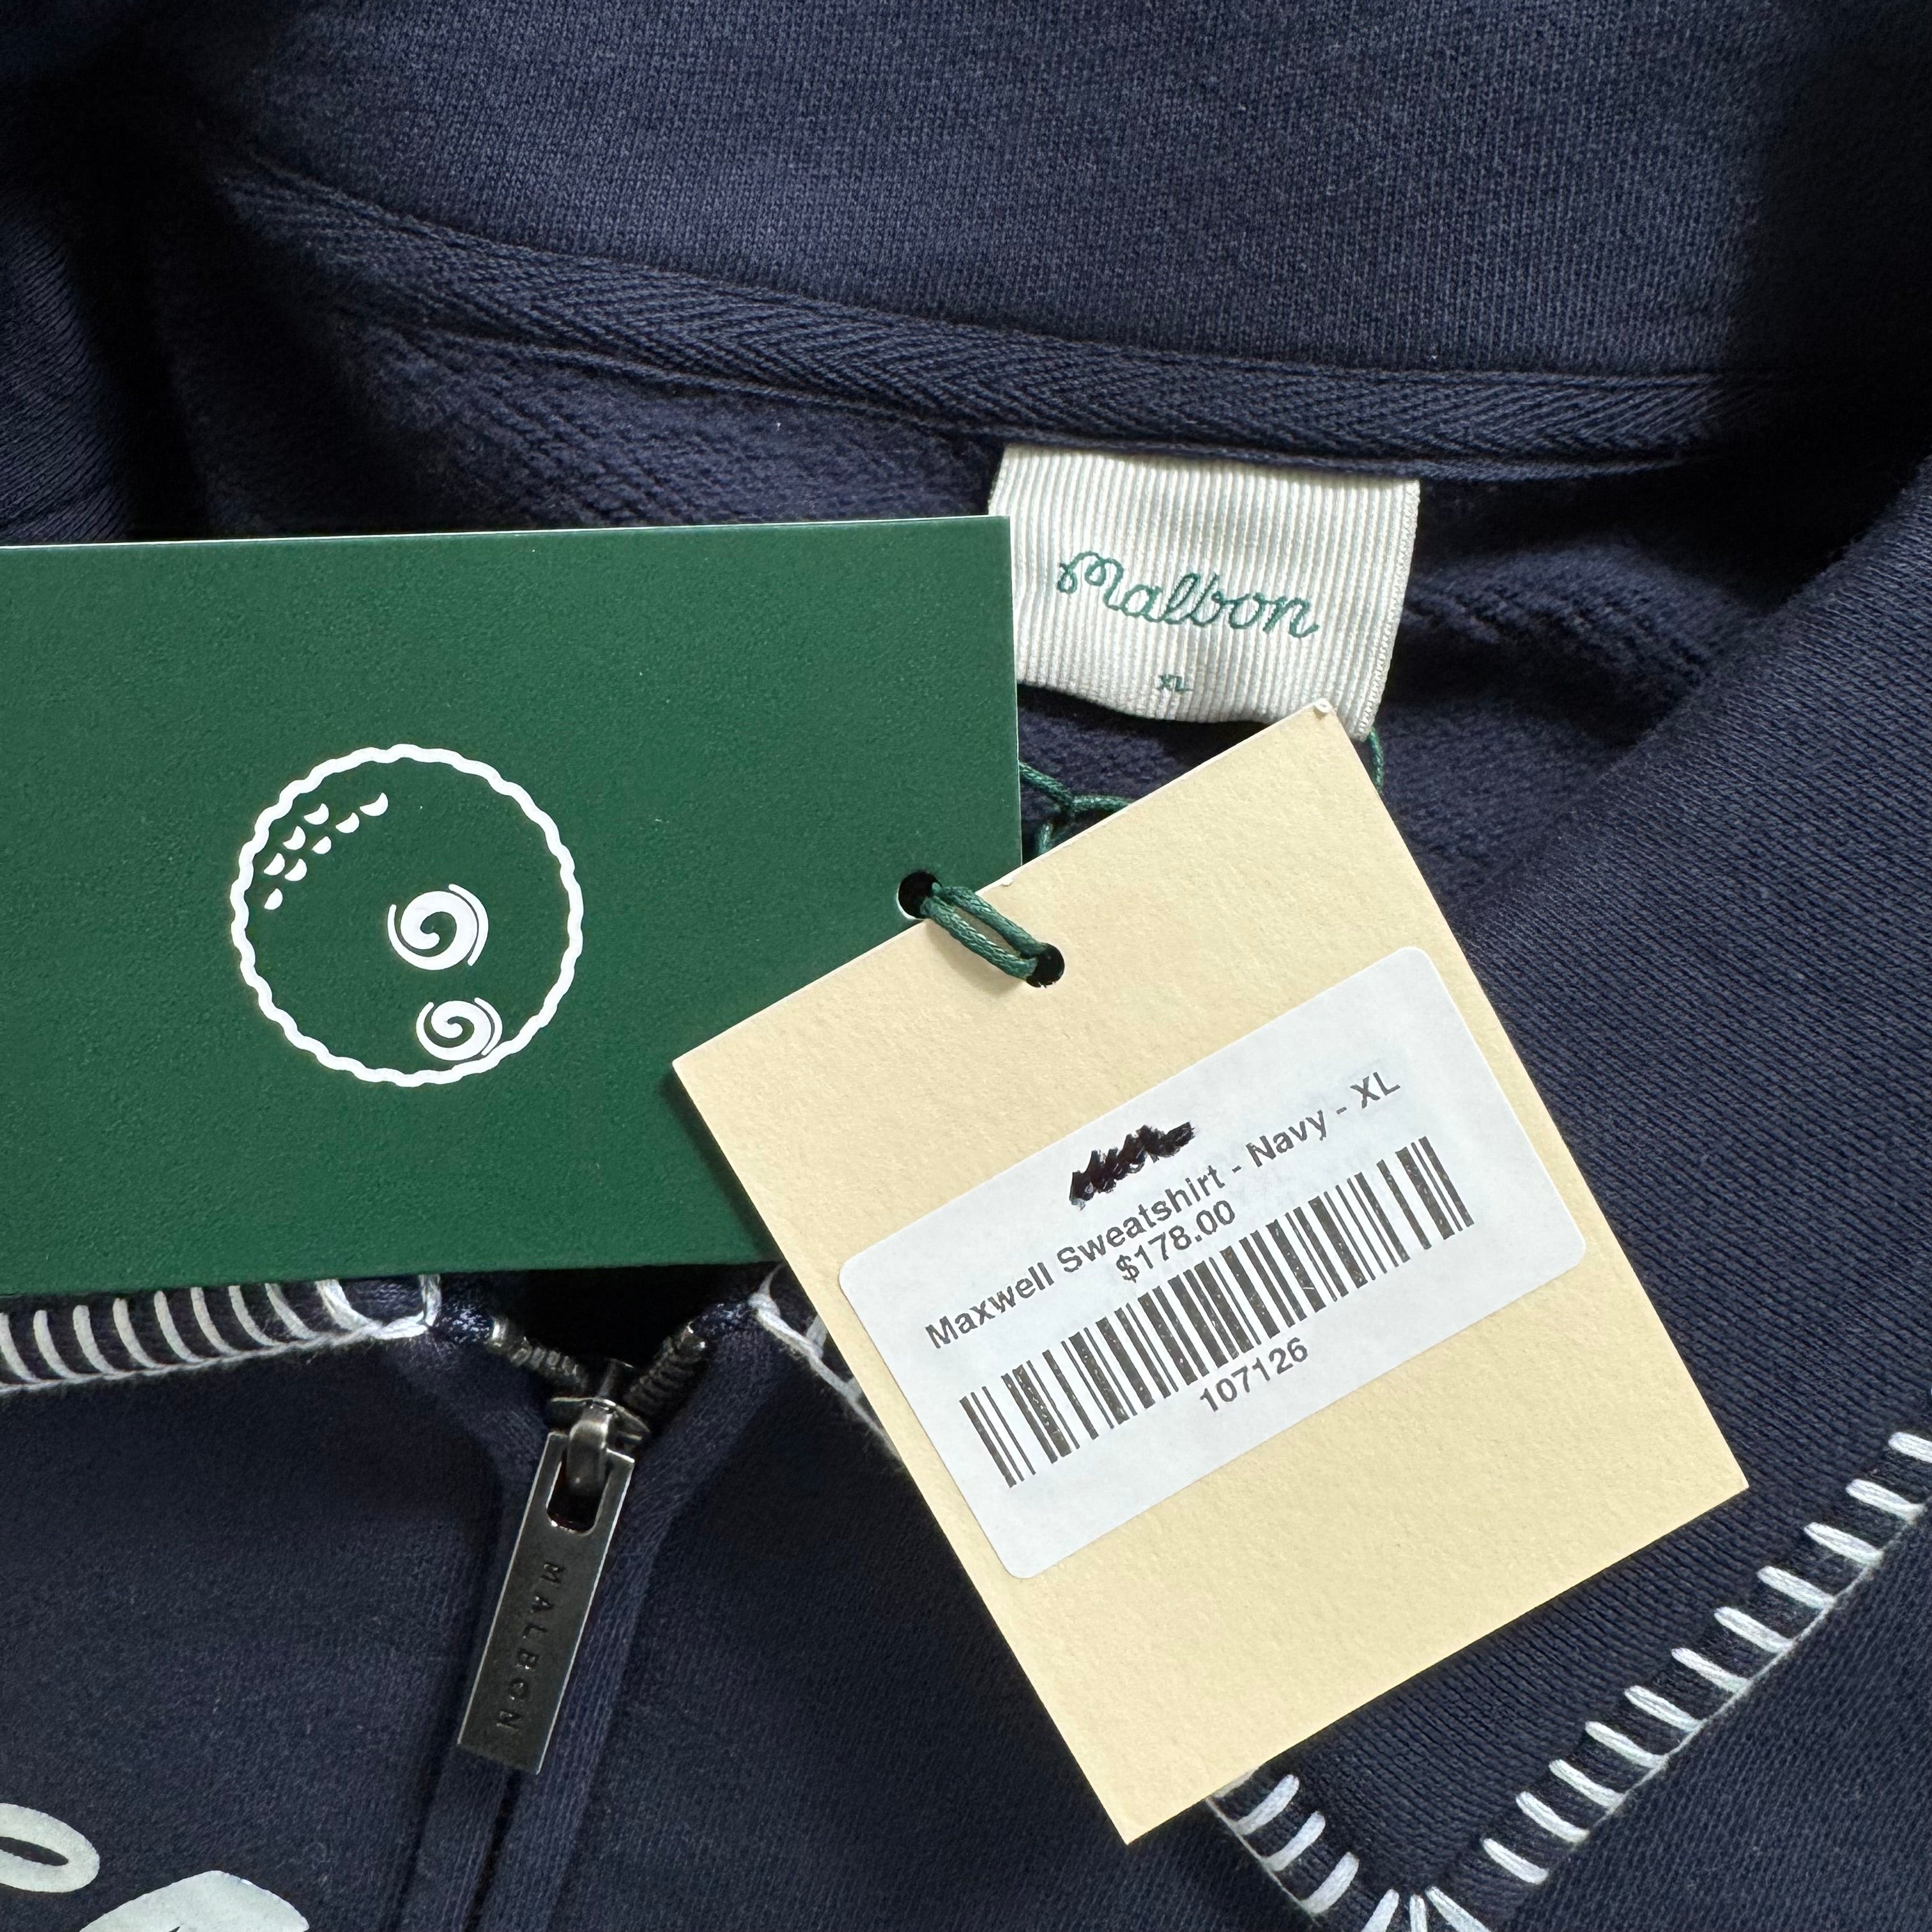 Malbon
XL
Maxwell Sweatshirt - Navy - XL
$178.00
107126
MALBON